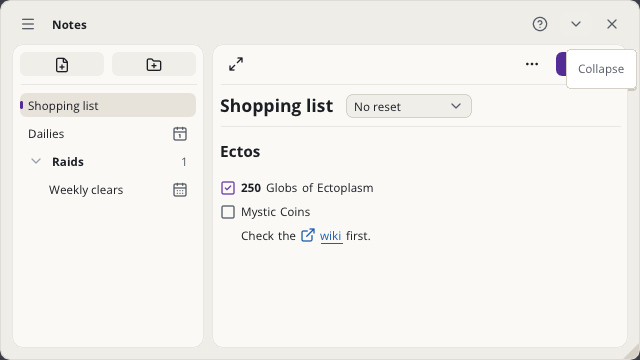 Notes
Collapse
Shopping list
Dailies
Raids 1
Weekly clears
Shopping list No reset
Ectos
250 Globs of Ectoplasm
Mystic Coins
Check the wiki first.